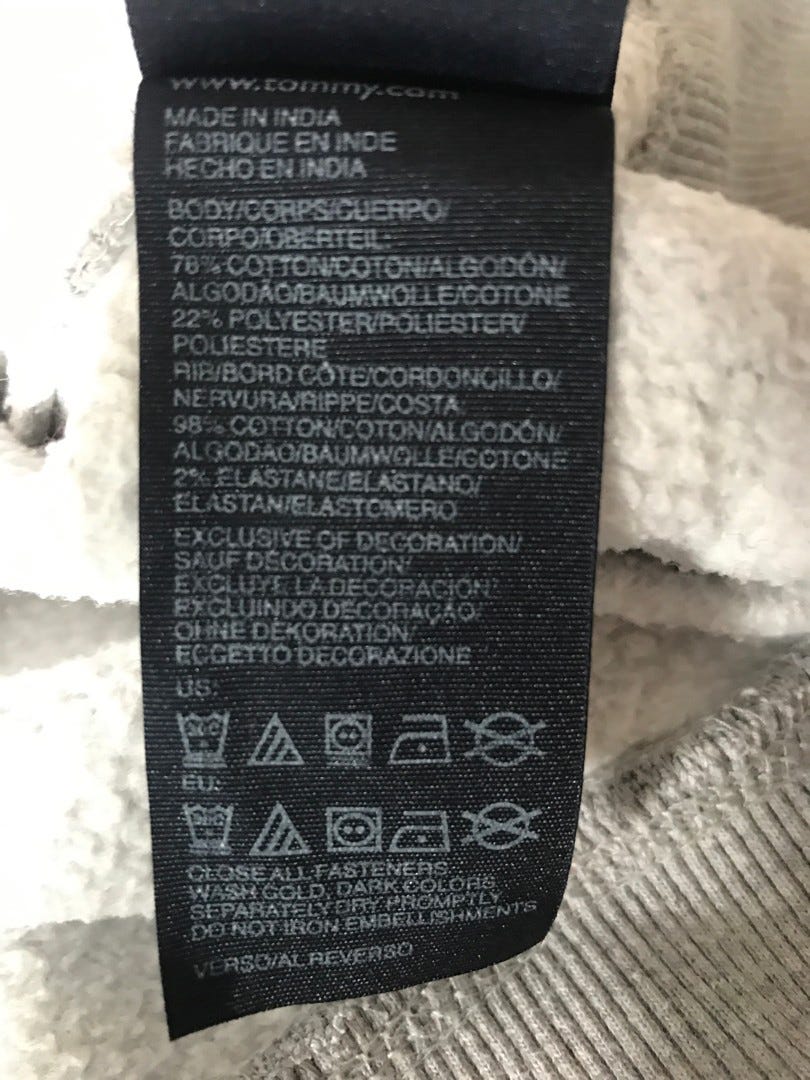 www.tommy.com
MADE IN INDIA
FABRIQUE EN INDE
HECHO EN INDIA
BODY/CORPS/CUERPO/
CORPO/OBERTEIL:
78% COTTON/COTON/ALGODÓN/
ALGODÃO/BAUMWOLLE/COTONE
22% POLYESTER/POLIÉSTER/
POLIESTERE
RIB/BORD CÔTE/CORDONCILLO/
NERVURA/RIPPE/COSTA:
98% COTTON/COTON/ALGODÓN/
ALGODÃO/BAUMWOLLE/COTONE
2% ELASTANE/ELASTANO/
ELASTAN/ELASTOMERO
EXCLUSIVE OF DECORATION/
SAUF DÉCORATION/
EXCLUYE LA DECORACIÓN/
EXCLUINDO DECORAÇÃO/
OHNE DEKORATION/
ECCETTO DECORAZIONE
US:
EU:
CLOSE ALL FASTENERS,
WASH COLD, DARK COLORS
SEPARATELY DRY PROMPTLY,
DO NOT IRON EMBELLISHMENTS
VERSO/AL REVERSO